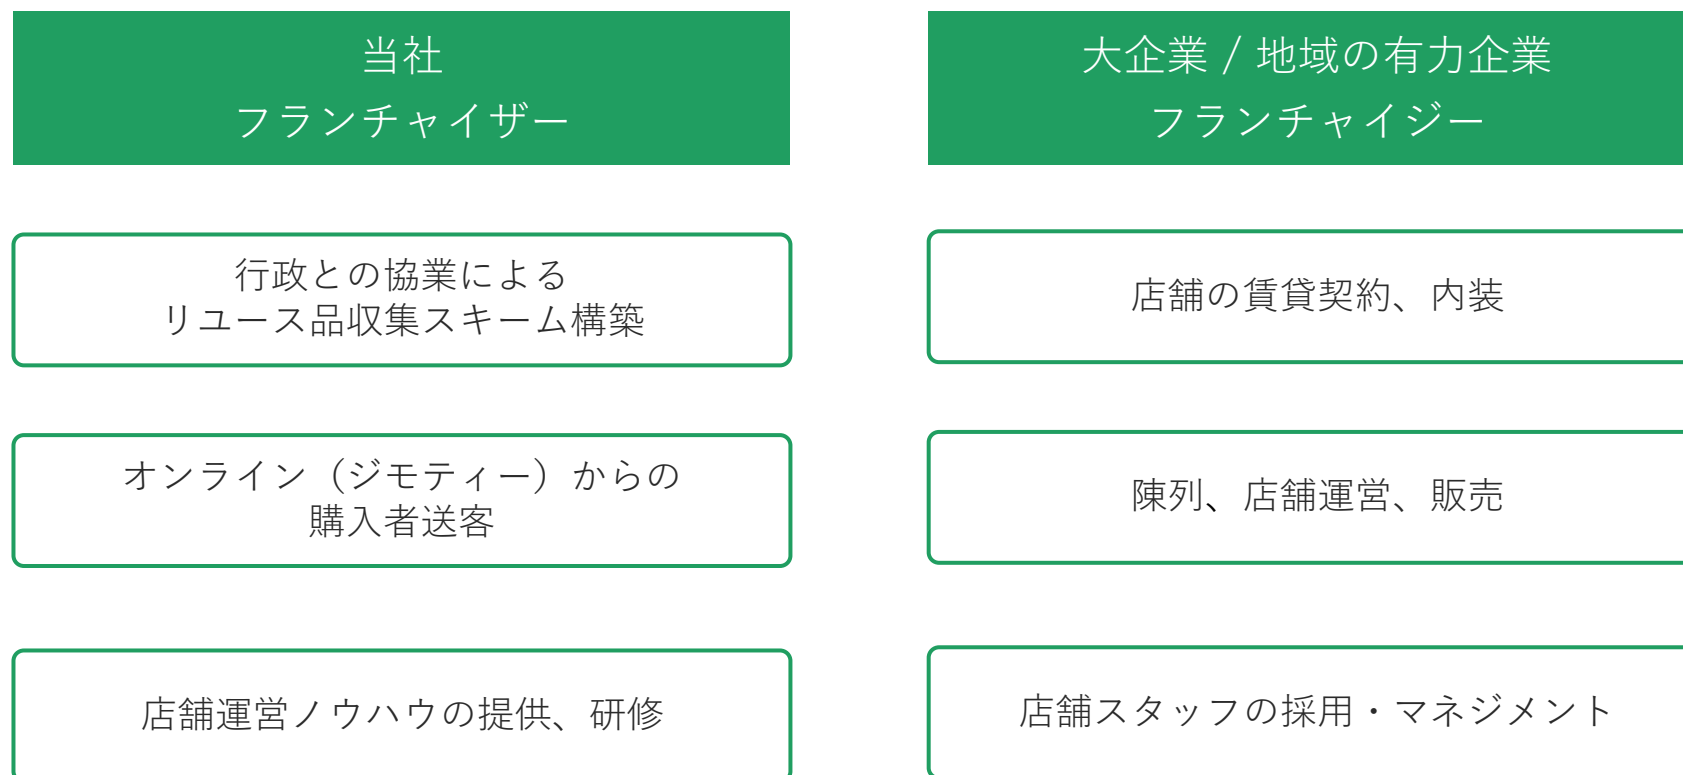 当社
フランチャイザー
行政との協業による
リユース品収集スキーム構築
オンライン（ジモティー）からの
購入者送客
店舗運営ノウハウの提供、研修
大企業 / 地域の有力企業
フランチャイジー
店舗の賃貸契約、内装
陳列、店舗運営、販売
店舗スタッフの採用・マネジメント